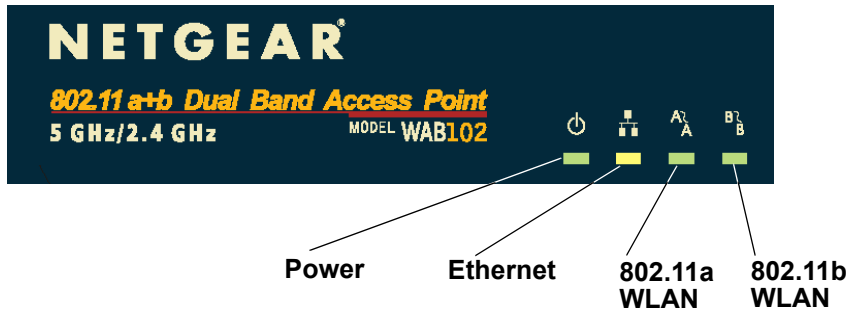 NETGEAR®
802.11 a+b Dual Band Access Point
5 GHz/2.4 GHz MODEL WAB102
A A B B
Power Ethernet 802.11a WLAN 802.11b WLAN